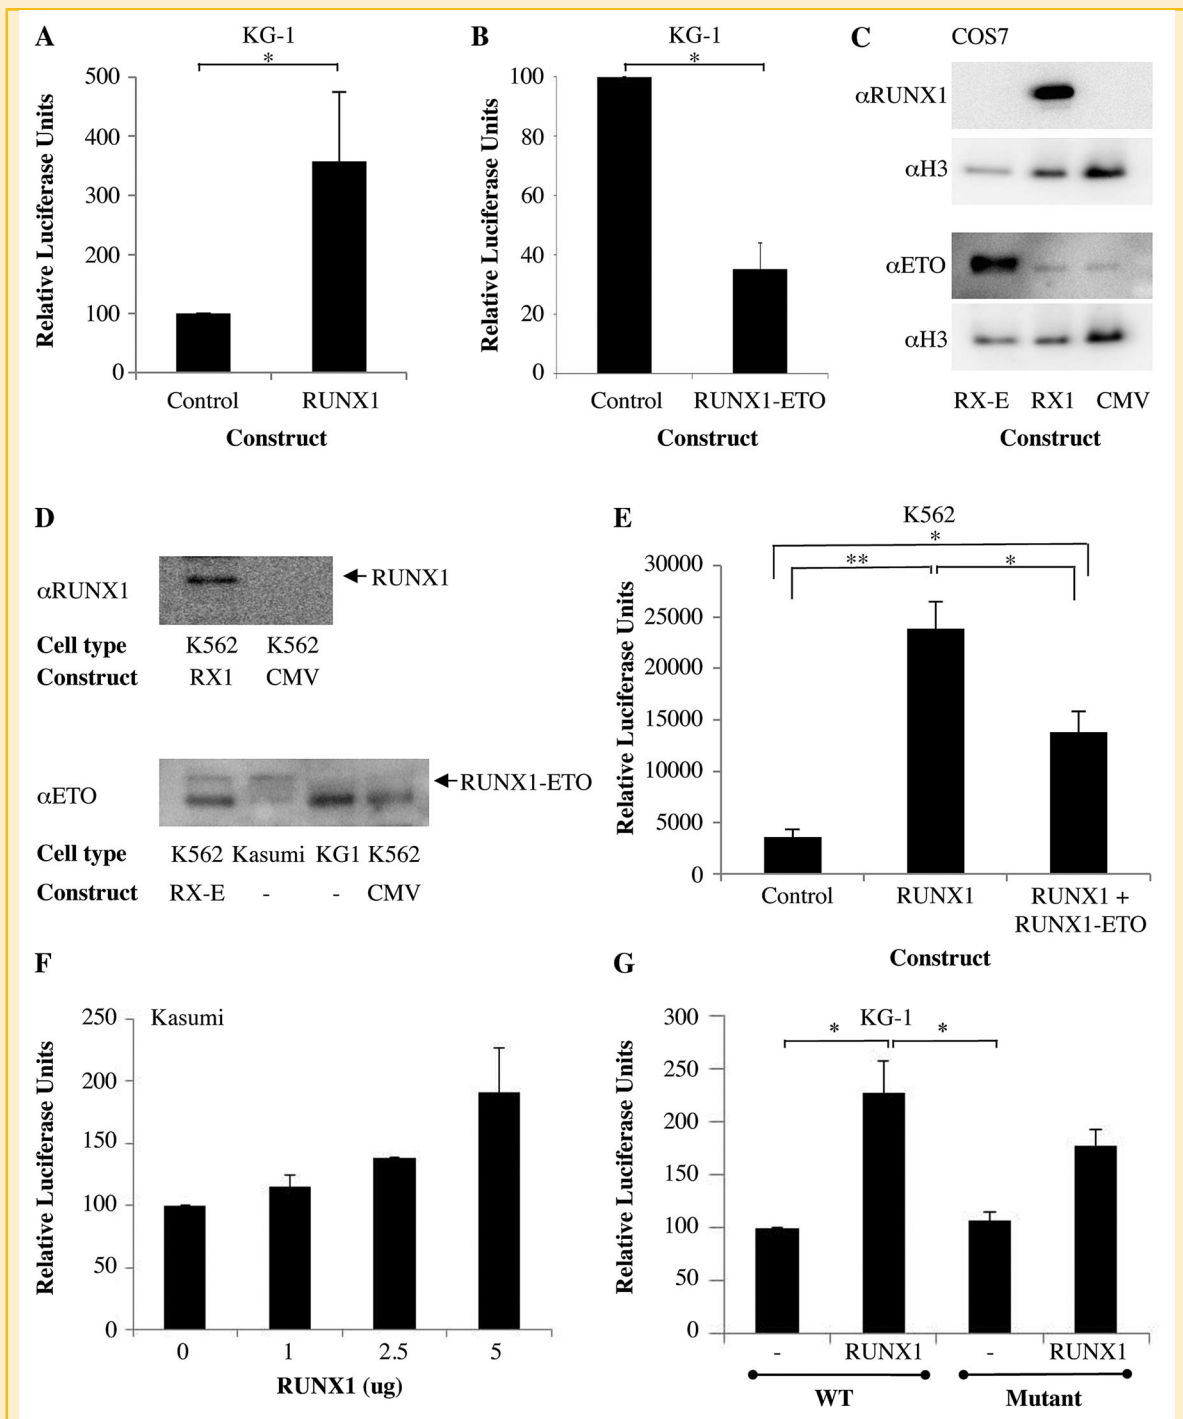 A
KG-1
*
Relative Luciferase Units
500
400
300
200
100
0
Control
RUNX1
Construct
B
KG-1
*
Relative Luciferase Units
100
80
60
40
20
0
Control
RUNX1-ETO
Construct
C
COS7
αRUNX1
αH3
αETO
αH3
RX-E RX1 CMV
Construct
D
αRUNX1
RUNX1
Cell type K562 K562
Construct RX1 CMV
αETO
RUNX1-ETO
Cell type K562 Kasumi KG1 K562
Construct RX-E - - CMV
E
K562
*
** *
Relative Luciferase Units
30000
25000
20000
15000
10000
5000
0
Control
RUNX1
RUNX1 +
RUNX1-ETO
Construct
F
Kasumi
Relative Luciferase Units
250
200
150
100
50
0
0 1 2.5 5
RUNX1 (ug)
G
KG-1
* *
Relative Luciferase Units
300
250
200
150
100
50
0
- RUNX1 - RUNX1
WT Mutant